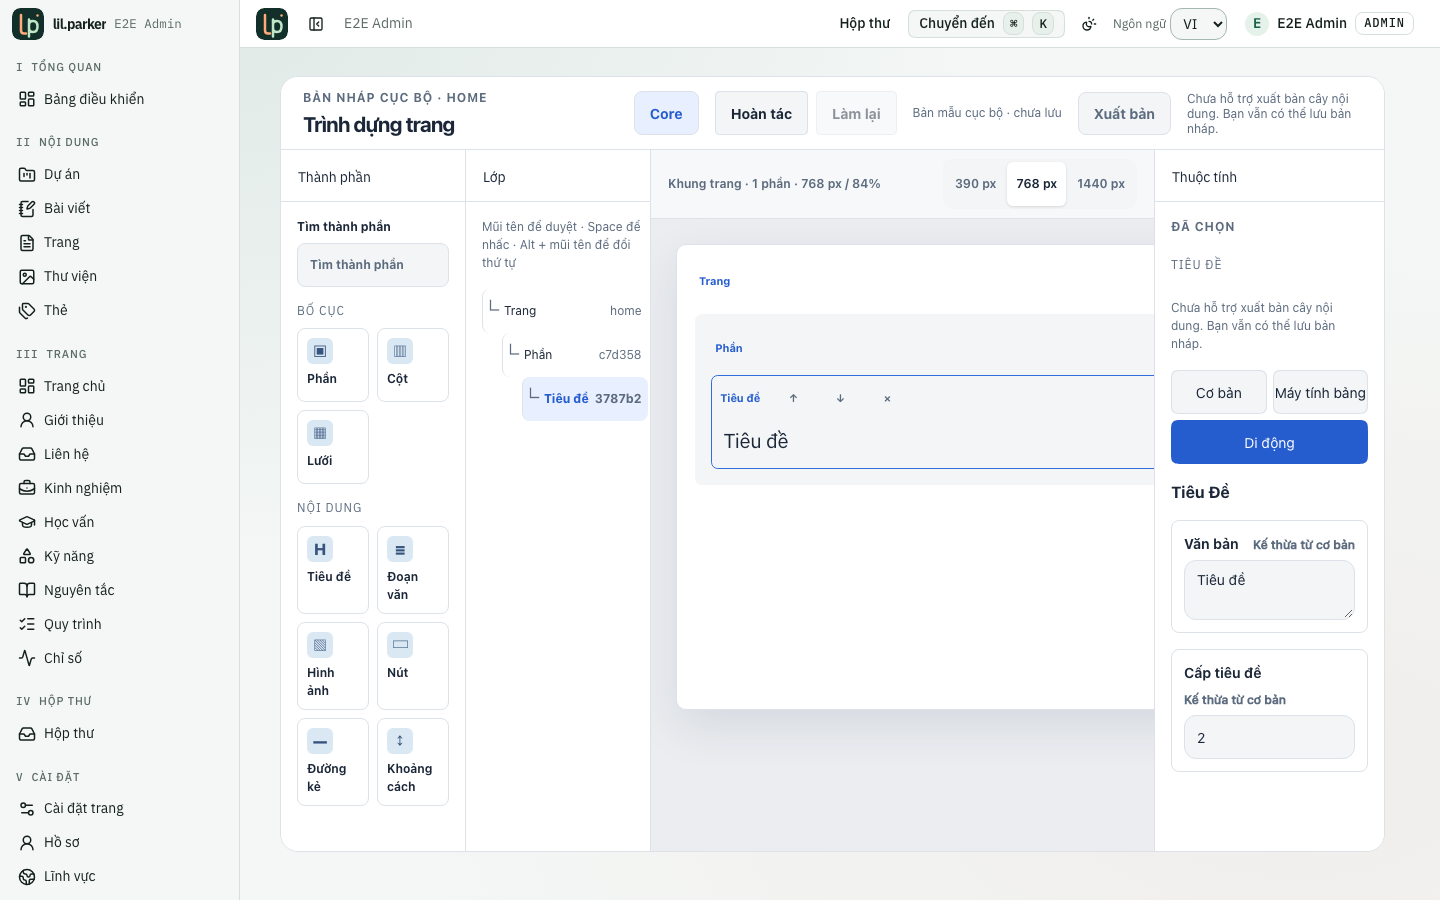 lil.parker E2E Admin
I TỔNG QUAN
Bảng điều khiển
II NỘI DUNG
Dự án
Bài viết
Trang
Thư viện
Thẻ
III TRANG
Trang chủ
Giới thiệu
Liên hệ
Kinh nghiệm
Học vấn
Kỹ năng
Nguyên tắc
Quy trình
Chỉ số
IV HỘP THƯ
Hộp thư
V CÀI ĐẶT
Cài đặt trang
Hồ sơ
Lĩnh vực
lp E2E Admin
Hộp thư
Chuyển đến ⌘ K
Ngôn ngữ VI
E E2E Admin ADMIN
BẢN NHÁP CỤC BỘ · HOME
Trình dựng trang
Core
Hoàn tác
Làm lại
Bản mẫu cục bộ · chưa lưu
Xuất bản
Chưa hỗ trợ xuất bản cây nội
dung. Bạn vẫn có thể lưu bản
nháp.
Thành phần
Tìm thành phần
Tìm thành phần
BỐ CỤC
Phần
Cột
Lưới
NỘI DUNG
H
Tiêu đề
Đoạn
văn
Hình
ảnh
Nút
Đường
kẻ
Khoảng
cách
Lớp
Mũi tên để duyệt · Space để
nhấc · Alt + mũi tên để đổi
thứ tự
Trang home
Phần c7d358
Tiêu đề 3787b2
Khung trang · 1 phần · 768 px / 84%
390 px
768 px
1440 px
Trang
Phần
Tiêu đề ↑ ↓ ×
Tiêu đề
Thuộc tính
ĐÃ CHỌN
TIÊU ĐỀ
Chưa hỗ trợ xuất bản cây nội
dung. Bạn vẫn có thể lưu bản
nháp.
Cơ bản
Máy tính bảng
Di động
Tiêu Đề
Văn bản Kế thừa từ cơ bản
Tiêu đề
Cấp tiêu đề
Kế thừa từ cơ bản
2